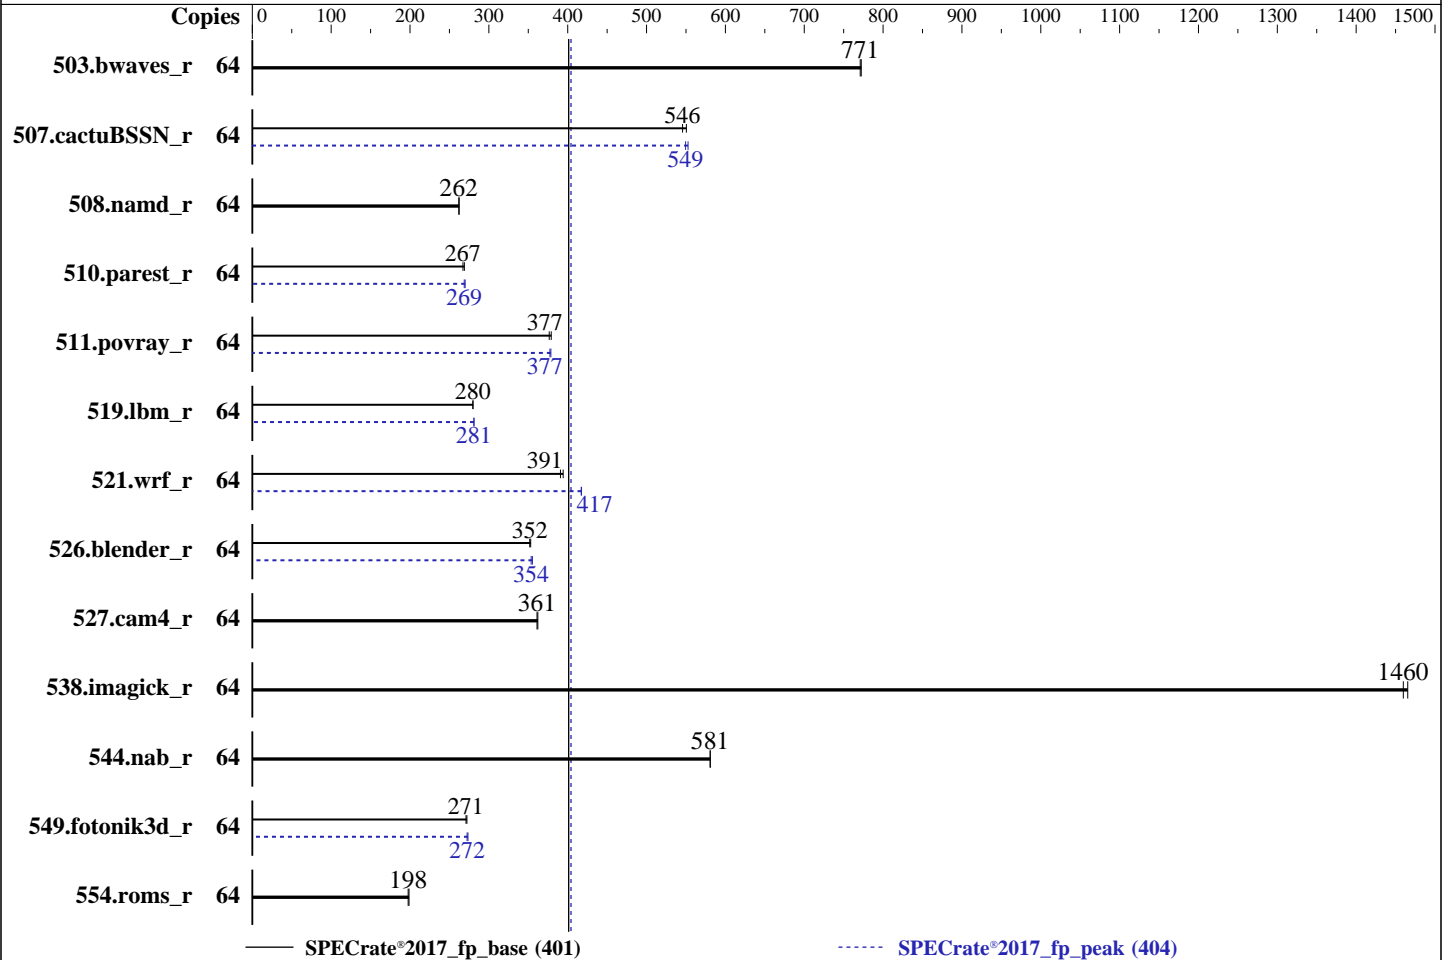 Copies 0 100 200 300 400 500 600 700 800 900 1000 1100 1200 1300 1400 1500
503.bwaves_r 64 771
507.cactuBSSN_r 64 546
549
508.namd_r 64 262
510.parest_r 64 267
269
511.povray_r 64 377
377
519.lbm_r 64 280
281
521.wrf_r 64 391
417
526.blender_r 64 352
354
527.cam4_r 64 361
538.imagick_r 64 1460
544.nab_r 64 581
549.fotonik3d_r 64 271
272
554.roms_r 64 198
SPECrate®2017_fp_base (401) SPECrate®2017_fp_peak (404)